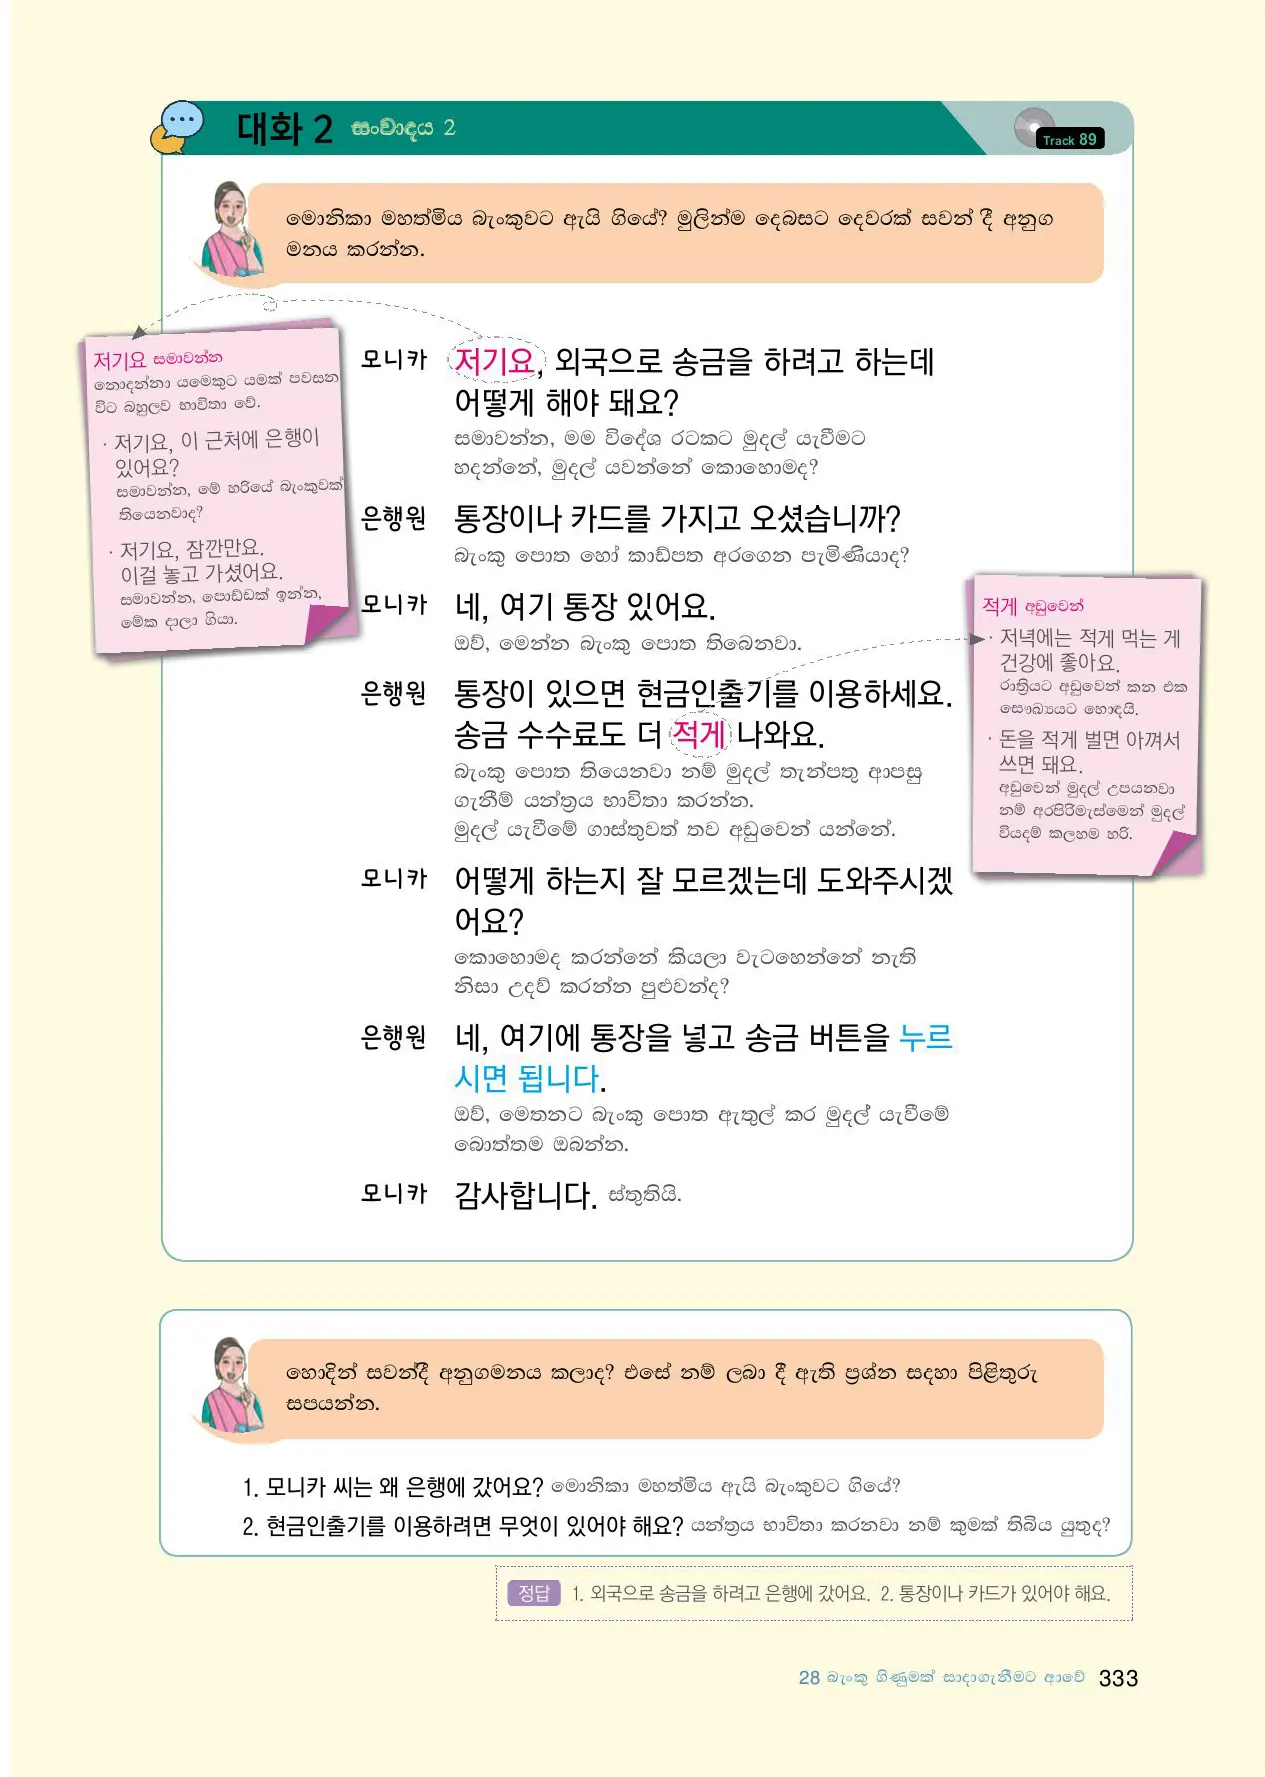 대화 2 සංවාදය 2
Track 89
මොනිකා මහත්මිය බැංකුවට ඇයි ගියේ? මුලින්ම දෙබසට දෙවරක් සවන් දී අනුග
මනය කරන්න.
저기요 සමාවන්න
නොදන්නා යමෙකුට යමක් පවසන
විට බහුලව භාවිතා වේ.
· 저기요, 이 근처에 은행이
있어요?
සමාවන්න, මේ හරියේ බැංකුවක්
තියෙනවාද?
· 저기요, 잠깐만요.
이걸 놓고 가셨어요.
සමාවන්න, පොඩ්ඩක් ඉන්න,
මේක දාලා ගියා.
모니카 저기요, 외국으로 송금을 하려고 하는데
어떻게 해야 돼요?
සමාවන්න, මම විදේශ රටකට මුදල් යැවීමට
හදන්නේ, මුදල් යවන්නේ කොහොමද?
은행원 통장이나 카드를 가지고 오셨습니까?
බැංකු පොත හෝ කාඩ්පත අරගෙන පැමිණියාද?
모니카 네, 여기 통장 있어요.
ඔව්, මෙන්න බැංකු පොත තිබෙනවා.
은행원 통장이 있으면 현금인출기를 이용하세요.
송금 수수료도 더 적게 나와요.
බැංකු පොත තියෙනවා නම් මුදල් තැන්පතු ආපසු
ගැනීම් යන්ත්‍රය භාවිතා කරන්න.
මුදල් යැවීමේ ගාස්තුවත් තව අඩුවෙන් යන්නේ.
모니카 어떻게 하는지 잘 모르겠는데 도와주시겠
어요?
කොහොමද කරන්නේ කියලා වැටහෙන්නේ නැති
නිසා උදව් කරන්න පුළුවන්ද?
은행원 네, 여기에 통장을 넣고 송금 버튼을 누르
시면 됩니다.
ඔව්, මෙතනට බැංකු පොත ඇතුල් කර මුදල් යැවීමේ
බොත්තම ඔබන්න.
모니카 감사합니다. ස්තුතියි.
적게 අඩුවෙන්
· 저녁에는 적게 먹는 게
건강에 좋아요.
රාත්‍රියට අඩුවෙන් කන එක
සෞඛ්‍යයට හොඳයි.
· 돈을 적게 벌면 아껴서
쓰면 돼요.
අඩුවෙන් මුදල් උපයනවා
නම් අරපිරිමැස්මෙන් මුදල්
වියදම් කලහම හරි.
හොදින් සවන්දී අනුගමනය කලාද? එසේ නම් ලබා දී ඇති ප්‍රශ්න සදහා පිළිතුරු
සපයන්න.
1. 모니카 씨는 왜 은행에 갔어요? මොනිකා මහත්මිය ඇයි බැංකුවට ගියේ?
2. 현금인출기를 이용하려면 무엇이 있어야 해요? යන්ත්‍රය භාවිතා කරනවා නම් කුමක් තිබිය යුතුද?
정답 1. 외국으로 송금을 하려고 은행에 갔어요. 2. 통장이나 카드가 있어야 해요.
28 බැංකු ගිණුමක් සාදාගැනීමට ආවේ 333